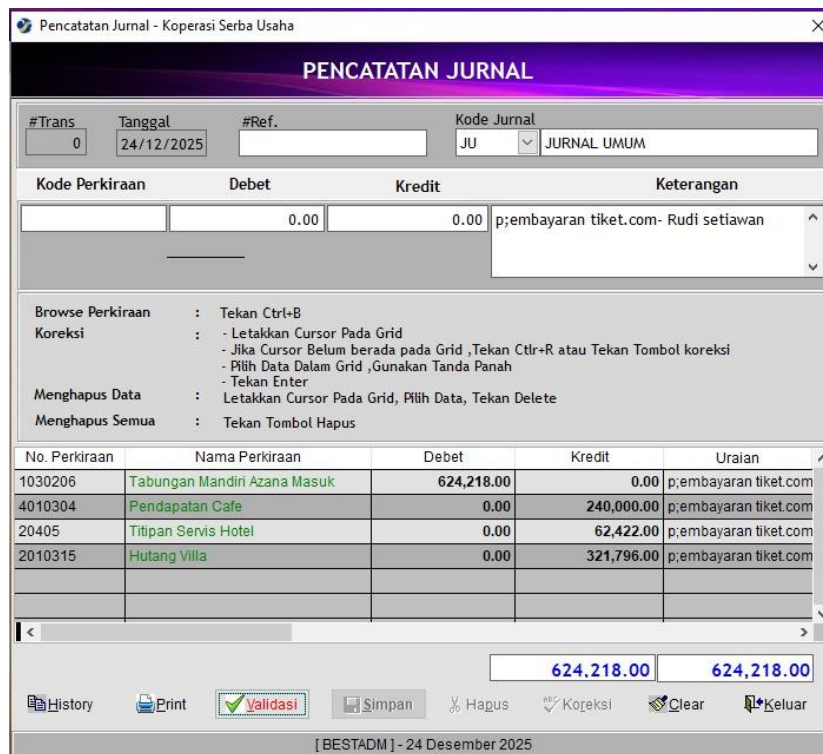 Pencatatan Jurnal - Koperasi Serba Usaha
PENCATATAN JURNAL
#Trans Tanggal #Ref. Kode Jurnal
0 24/12/2025 JU JURNAL UMUM
Kode Perkiraan Debet Kredit Keterangan
0.00 0.00 p;embayaran tiket.com- Rudi setiawan
Browse Perkiraan : Tekan Ctrl+B
Koreksi : - Letakkan Cursor Pada Grid
- Jika Cursor Belum berada pada Grid ,Tekan Ctlr+R atau Tekan Tombol koreksi
- Pilih Data Dalam Grid ,Gunakan Tanda Panah
- Tekan Enter
Menghapus Data : Letakkan Cursor Pada Grid, Pilih Data, Tekan Delete
Menghapus Semua : Tekan Tombol Hapus
No. Perkiraan Nama Perkiraan Debet Kredit Uraian
1030206 Tabungan Mandiri Azana Masuk 624,218.00 0.00 p;embayaran tiket.com
4010304 Pendapatan Cafe 0.00 240,000.00 p;embayaran tiket.com
20405 Titipan Servis Hotel 0.00 62,422.00 p;embayaran tiket.com
2010315 Hutang Villa 0.00 321,796.00 p;embayaran tiket.com
624,218.00 624,218.00
History Print Validasi Simpan Hapus Koreksi Clear Keluar
[ BESTADM ] - 24 Desember 2025